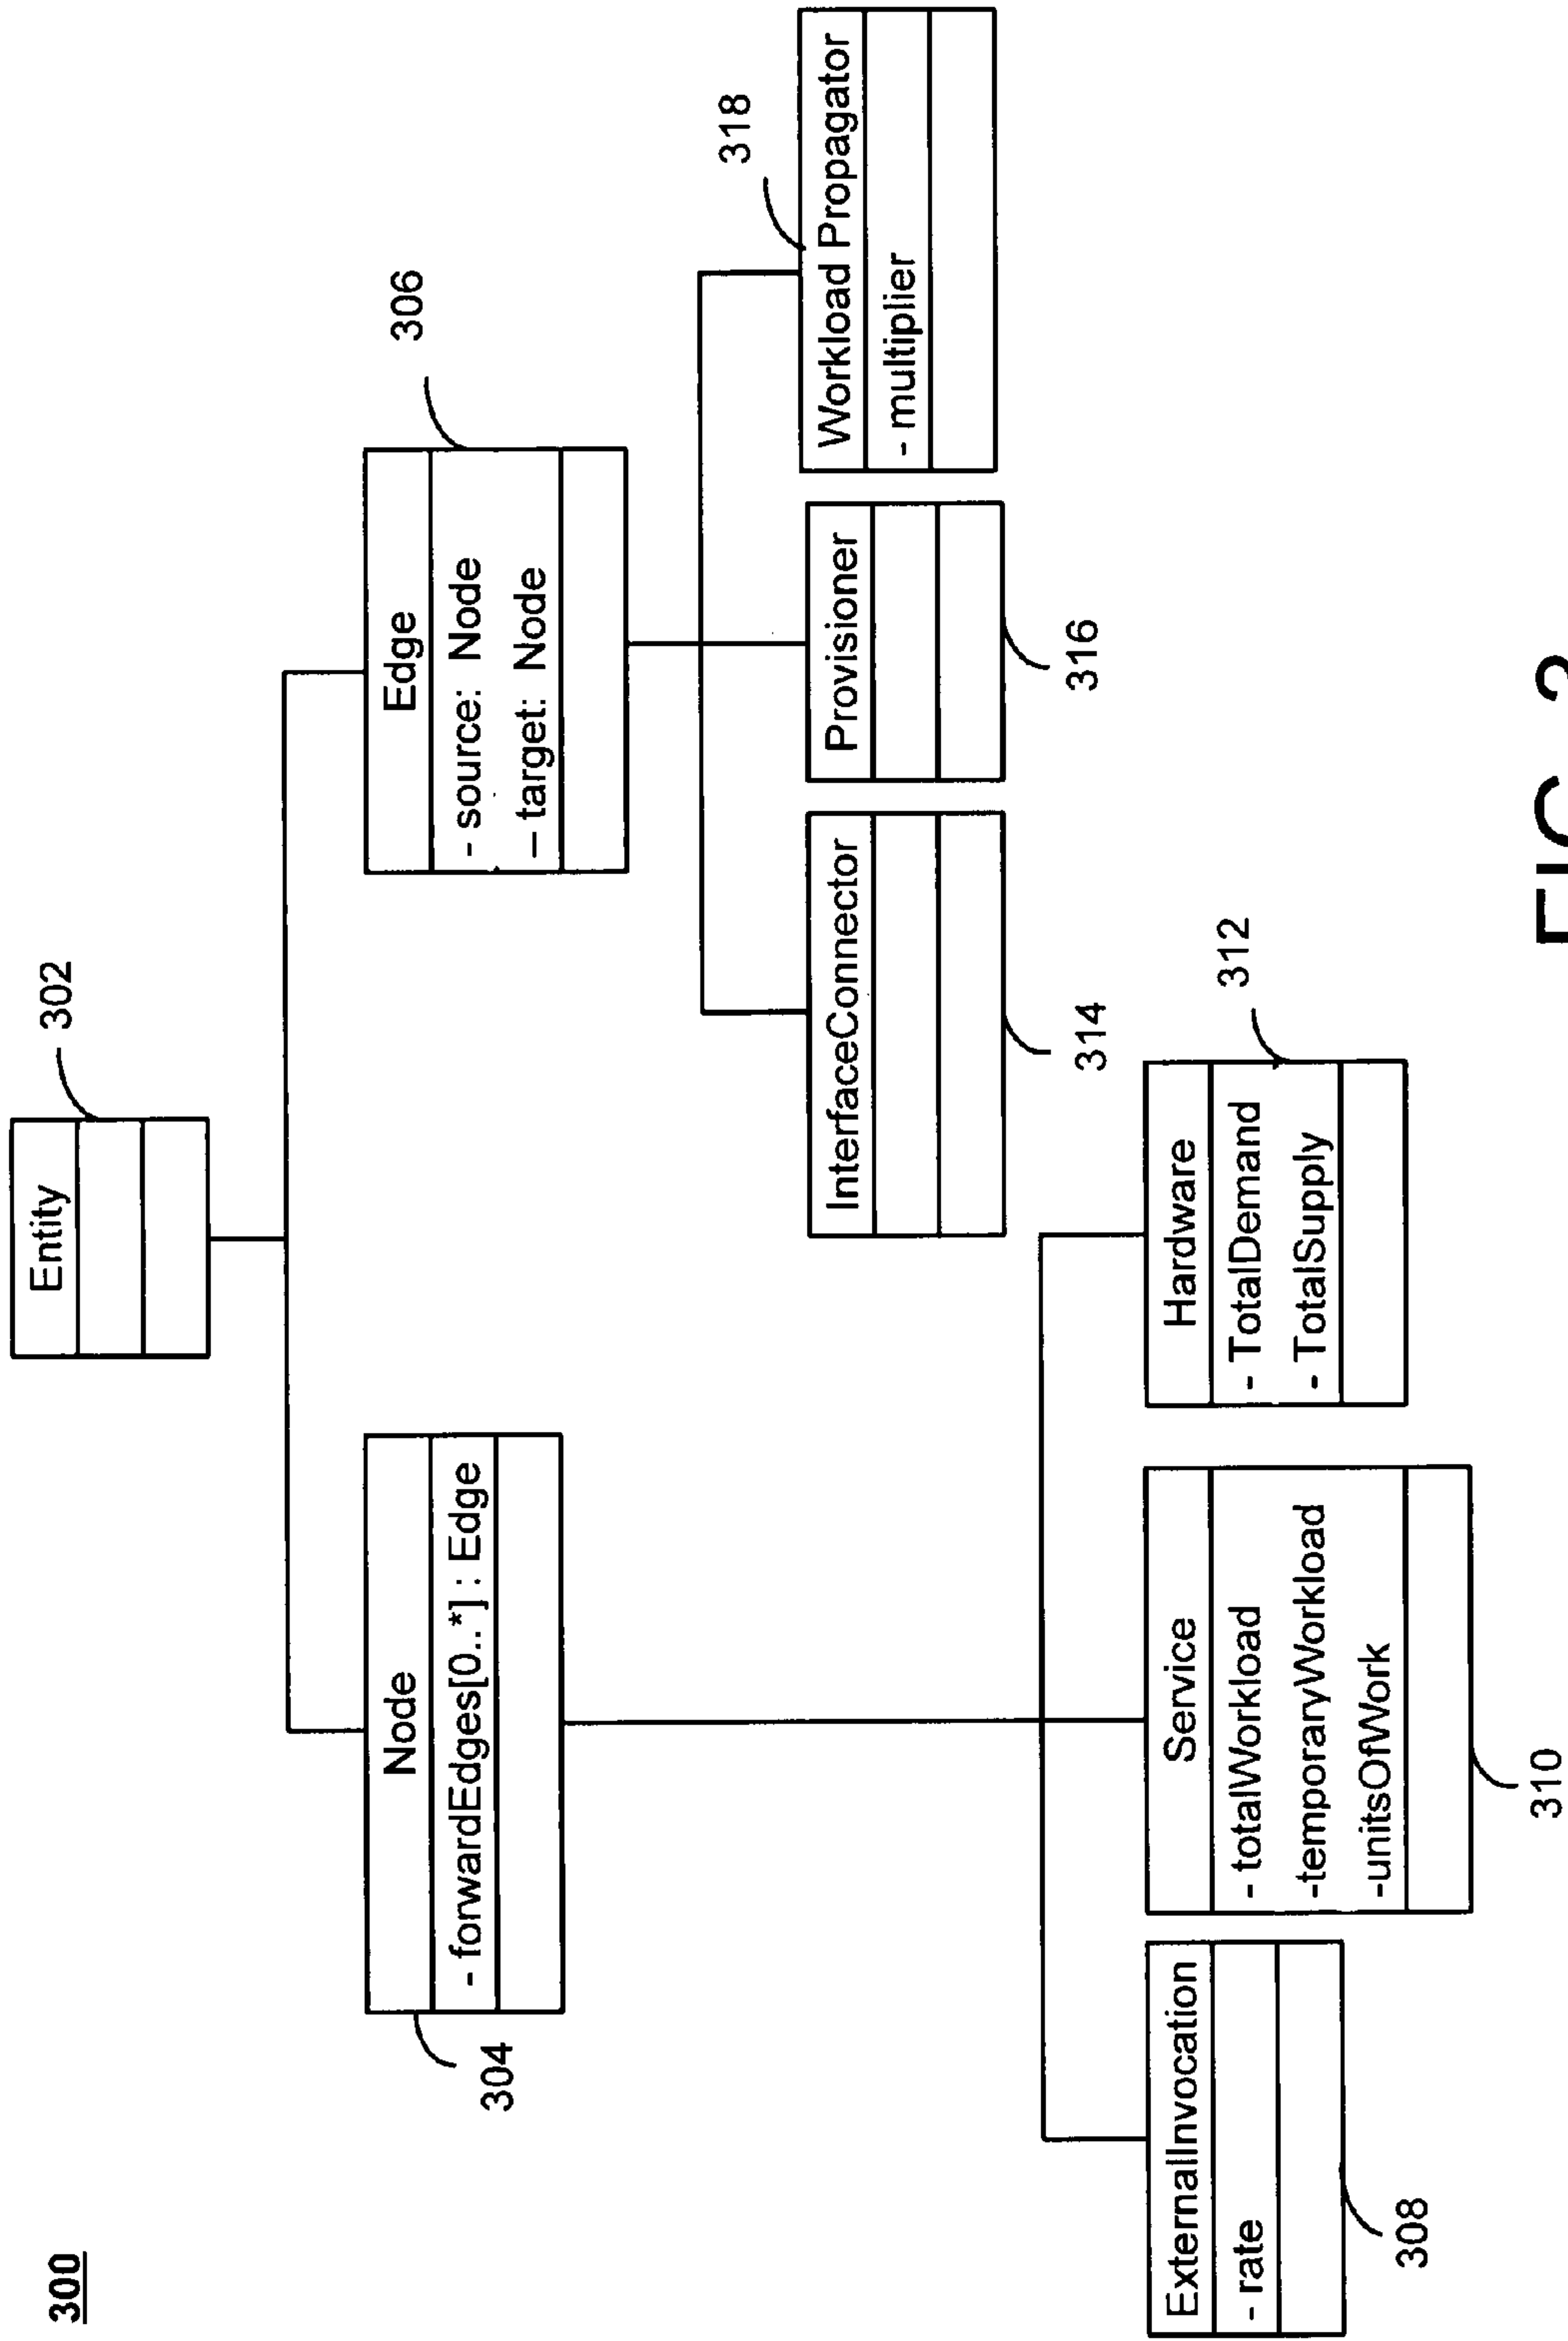 300
Entity
302
Node
- forwardEdges[0..*] : Edge
304
Edge
- source: Node
– target: Node
306
ExternalInvocation
- rate
308
Service
- totalWorkload
-temporaryWorkload
-unitsOfWork
310
Hardware
- TotalDemand
- TotalSupply
312
InterfaceConnector
314
Provisioner
316
Workload Propagator
- multiplier
318